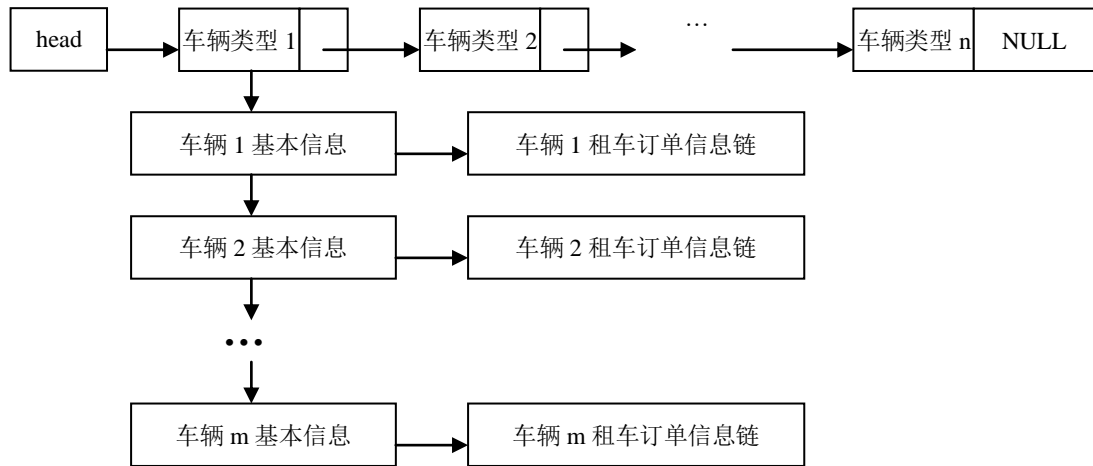 head
车辆类型 1
车辆类型 2
…
车辆类型 n
NULL
车辆 1 基本信息
车辆 1 租车订单信息链
车辆 2 基本信息
车辆 2 租车订单信息链
…
车辆 m 基本信息
车辆 m 租车订单信息链